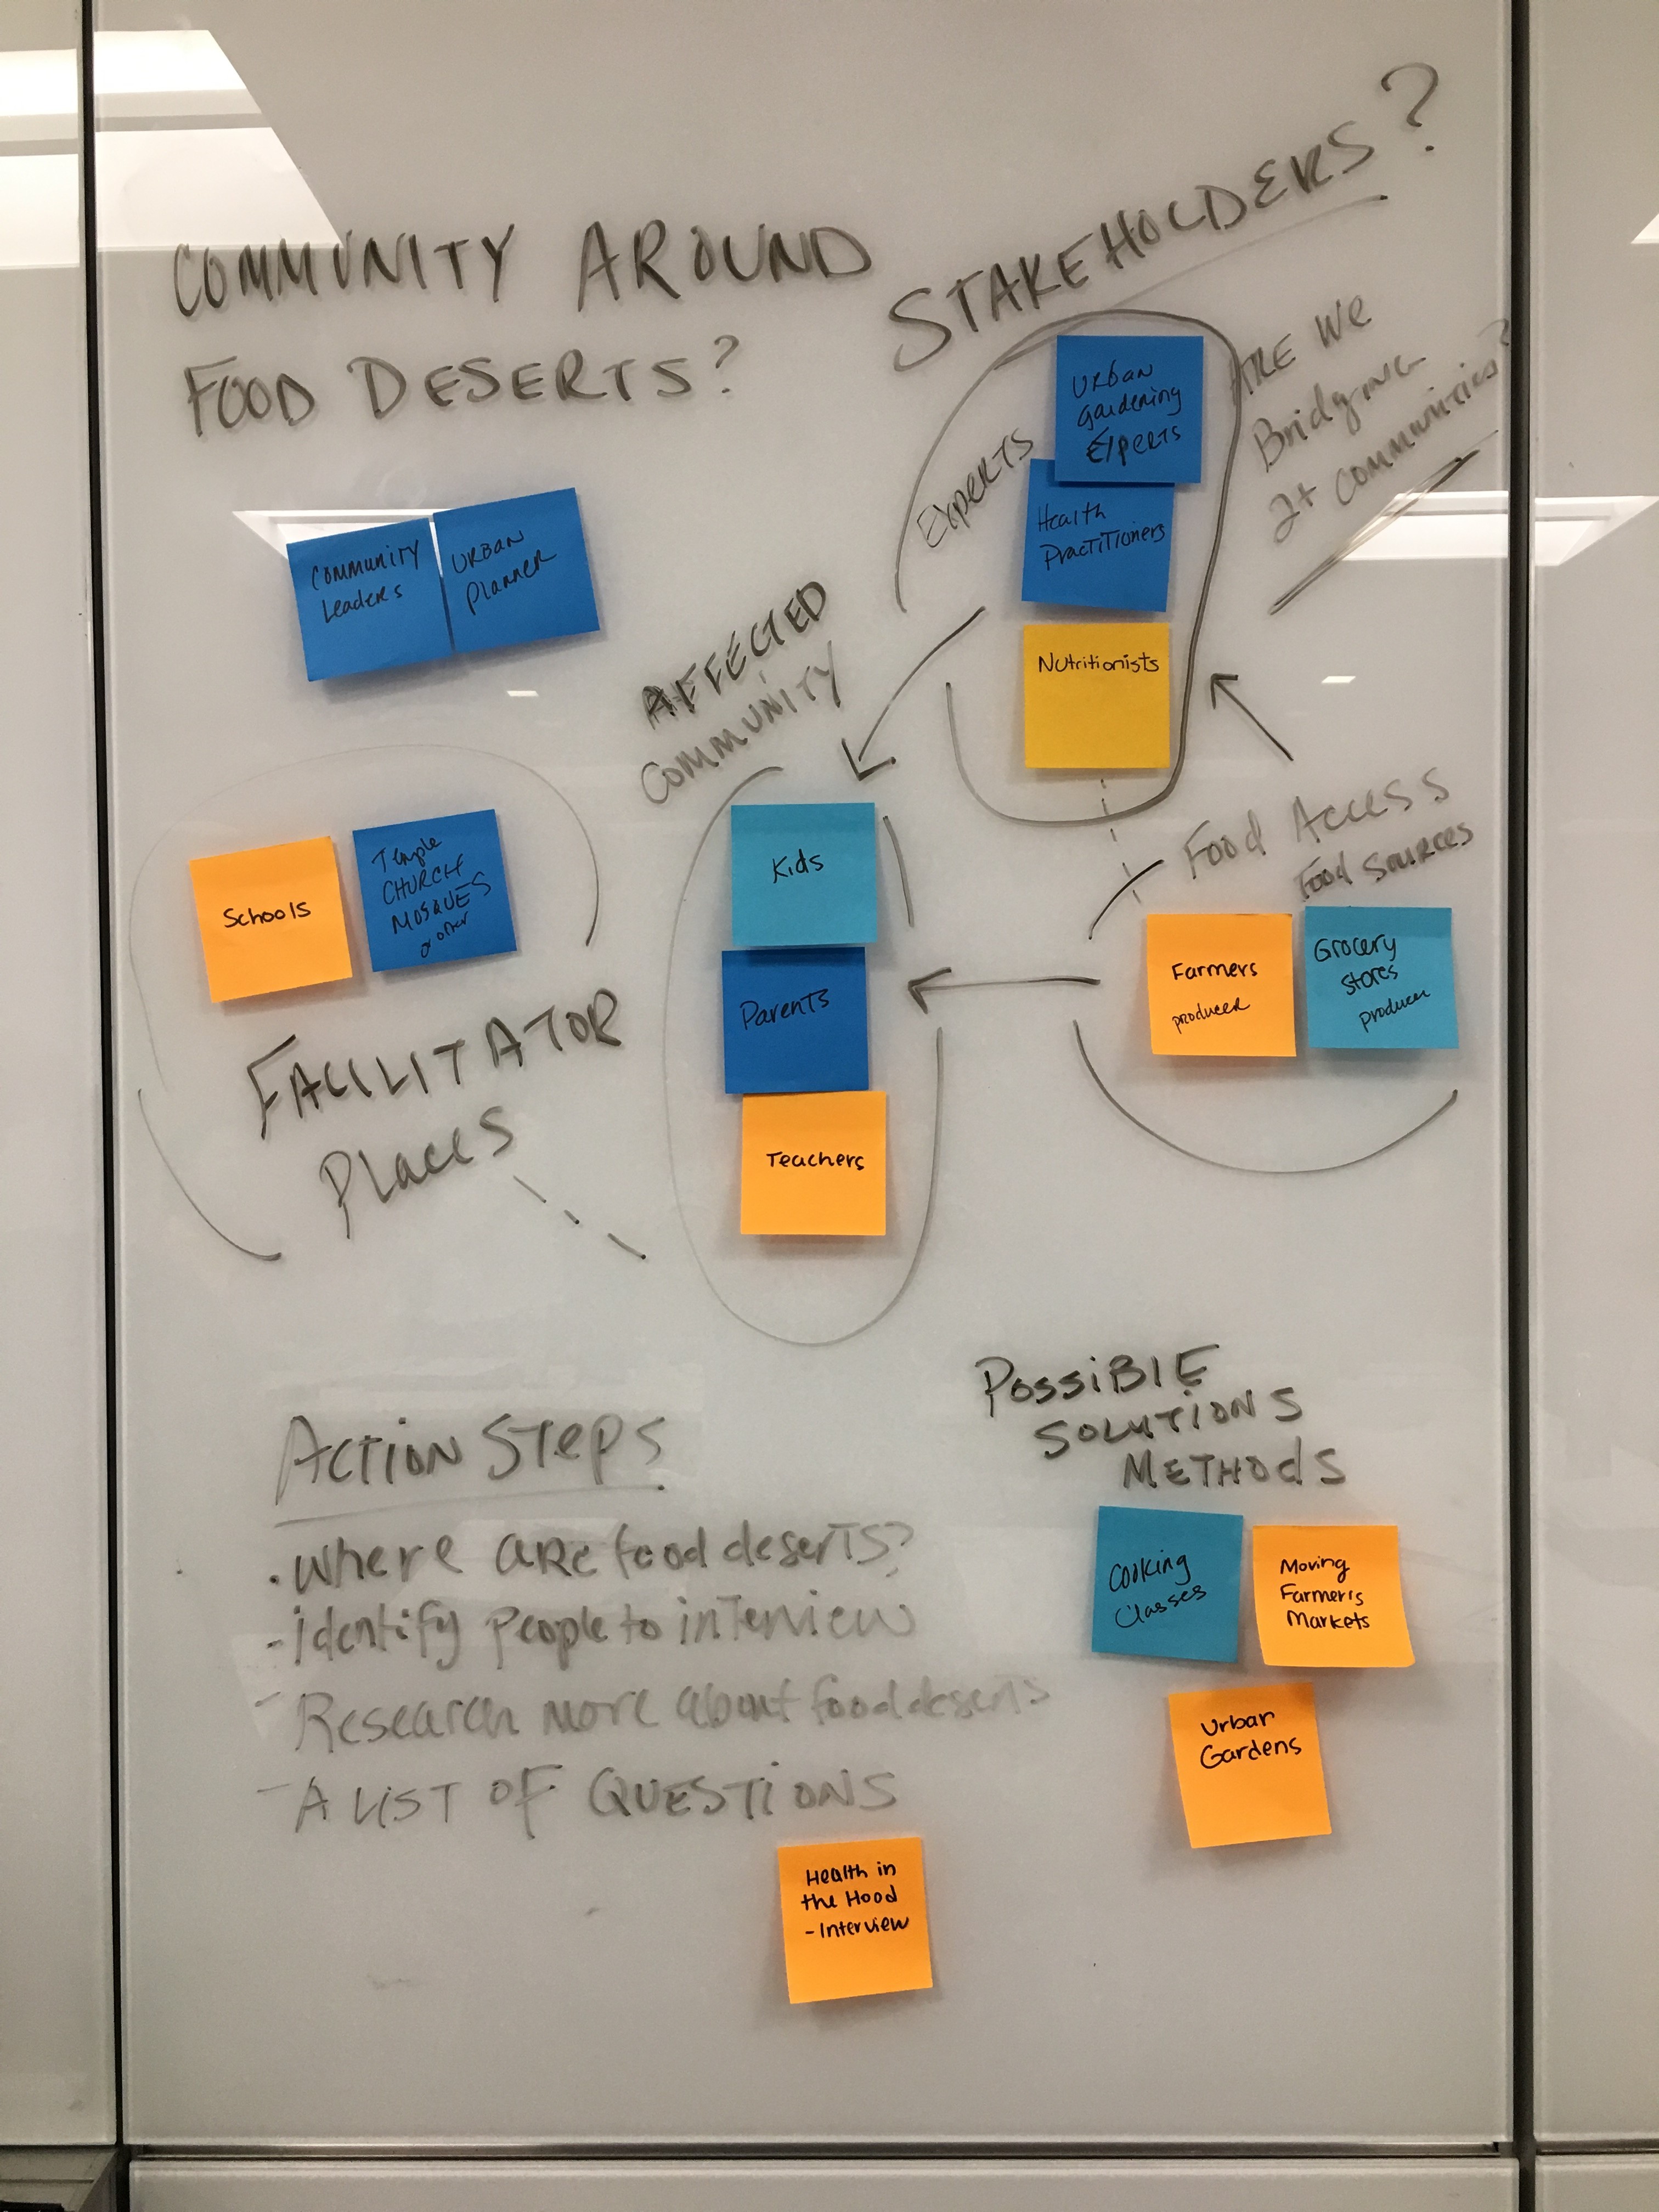 COMMUNITY AROUND
FOOD DESERTS?
STAKEHOLDERS?
ARE We
Bridging
2+ COMMUNITIES?
Experts
URban
gardening
Experts
Health
PracTiTioners
Nutritionists
COMMUNITY
Leaders
URBan
Planner
AFFECTED
COMMUNITY
Kids
Parents
Teachers
Food Access
Food Sources
Farmers
producer
Grocery
stores
producer
Schools
Temple
CHURCH
MOSQUES
or other
FACILITATOR
Places
Action Steps
. where are food deserts?
- identify people to interview
- Research more about food deserts
- A LIST OF QUESTIONS
Health in
the Hood
- Interview
POSSiBLE
SOLUTiONS
METHOdS
Cooking
Classes
Moving
Farmer's
Markets
Urban
Gardens